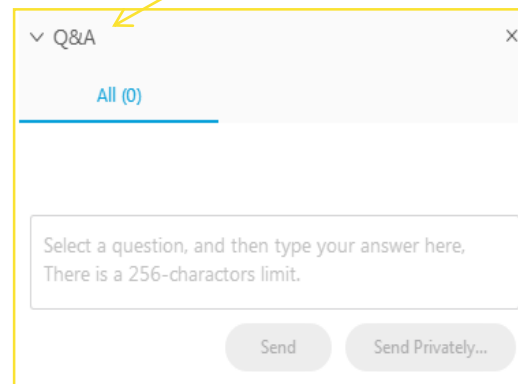 Q&A
All (0)
Select a question, and then type your answer here,
There is a 256-charactors limit.
Send Send Privately...